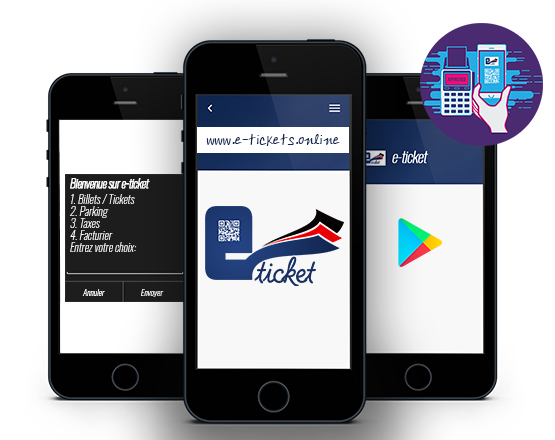 Bienvenue sur e-ticket
1. Billets / Tickets
2. Parking
3. Taxes
4. Facturier
Entrez votre choix:
Annuler Envoyer
www.e-tickets.online
e ticket
e-ticket